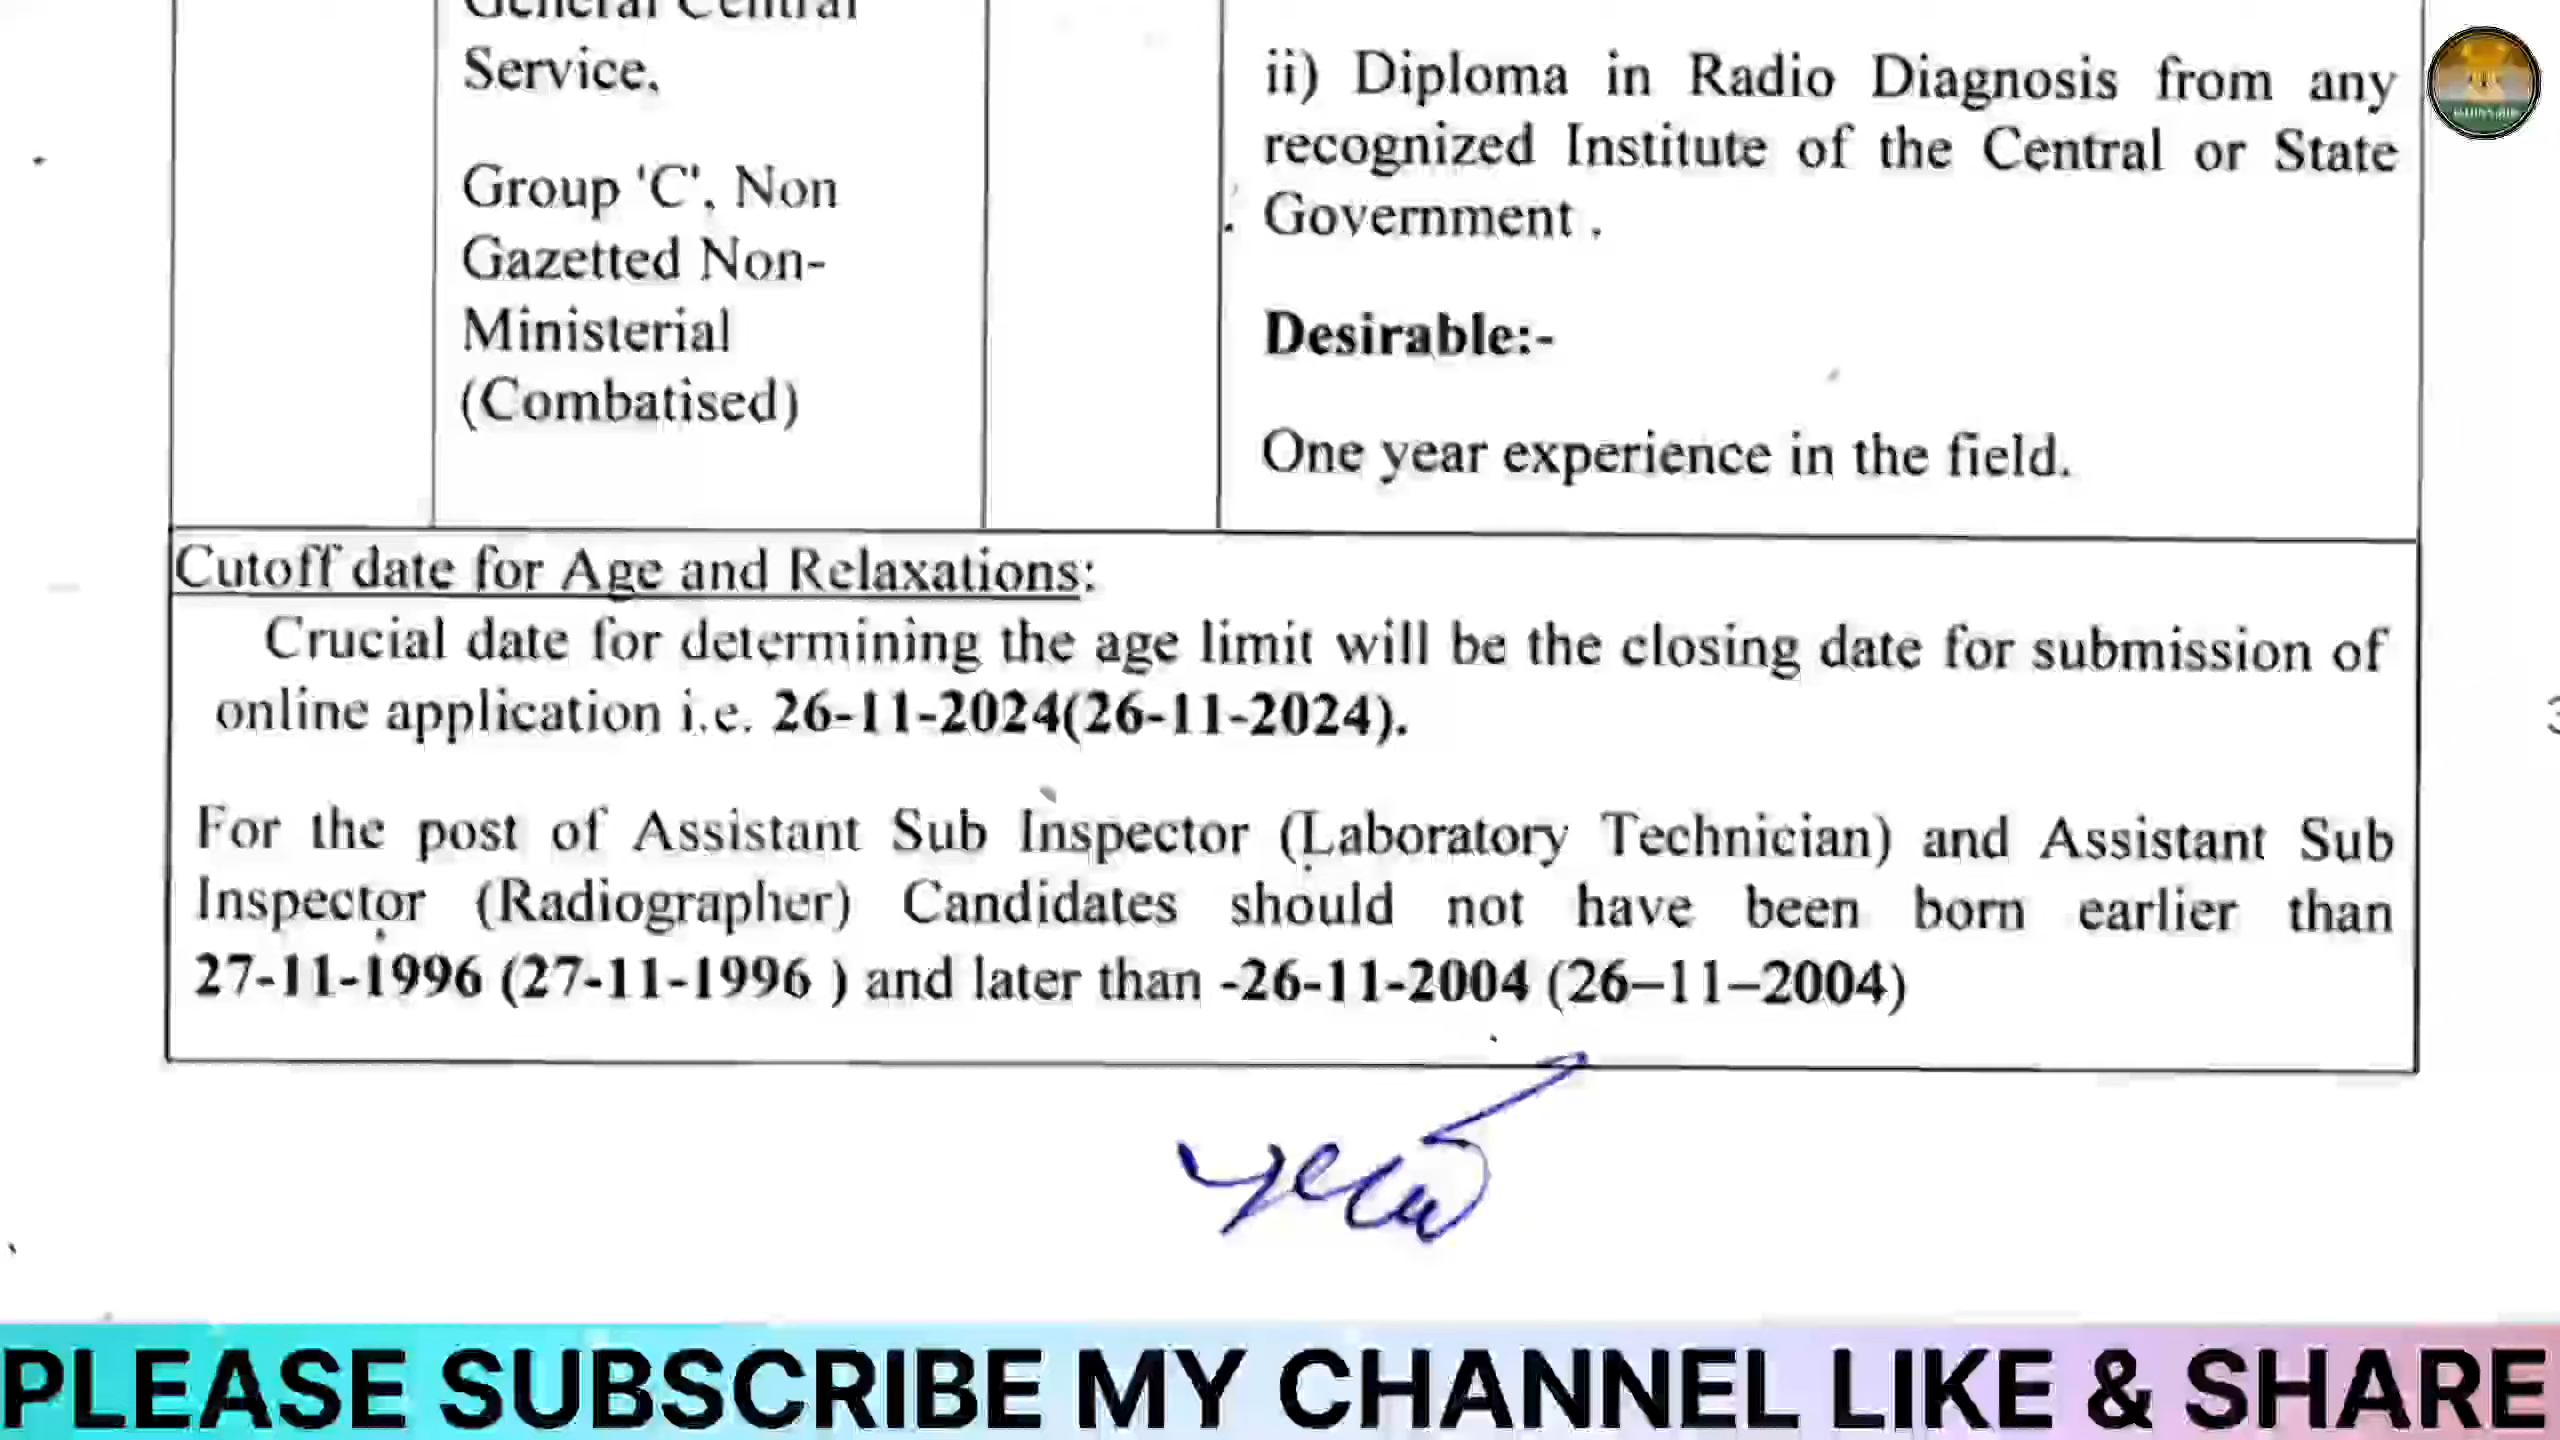 General Central
Service,
Group 'C', Non
Gazetted Non-
Ministerial
(Combatised)
ii) Diploma in Radio Diagnosis from any
recognized Institute of the Central or State
Government .
Desirable:-
One year experience in the field.
Cutoff date for Age and Relaxations:
Crucial date for determining the age limit will be the closing date for submission of
online application i.e. 26-11-2024(26-11-2024).
For the post of Assistant Sub Inspector (Laboratory Technician) and Assistant Sub
Inspector (Radiographer) Candidates should not have been born earlier than
27-11-1996 (27-11-1996 ) and later than -26-11-2004 (26–11–2004)
PLEASE SUBSCRIBE MY CHANNEL LIKE & SHARE